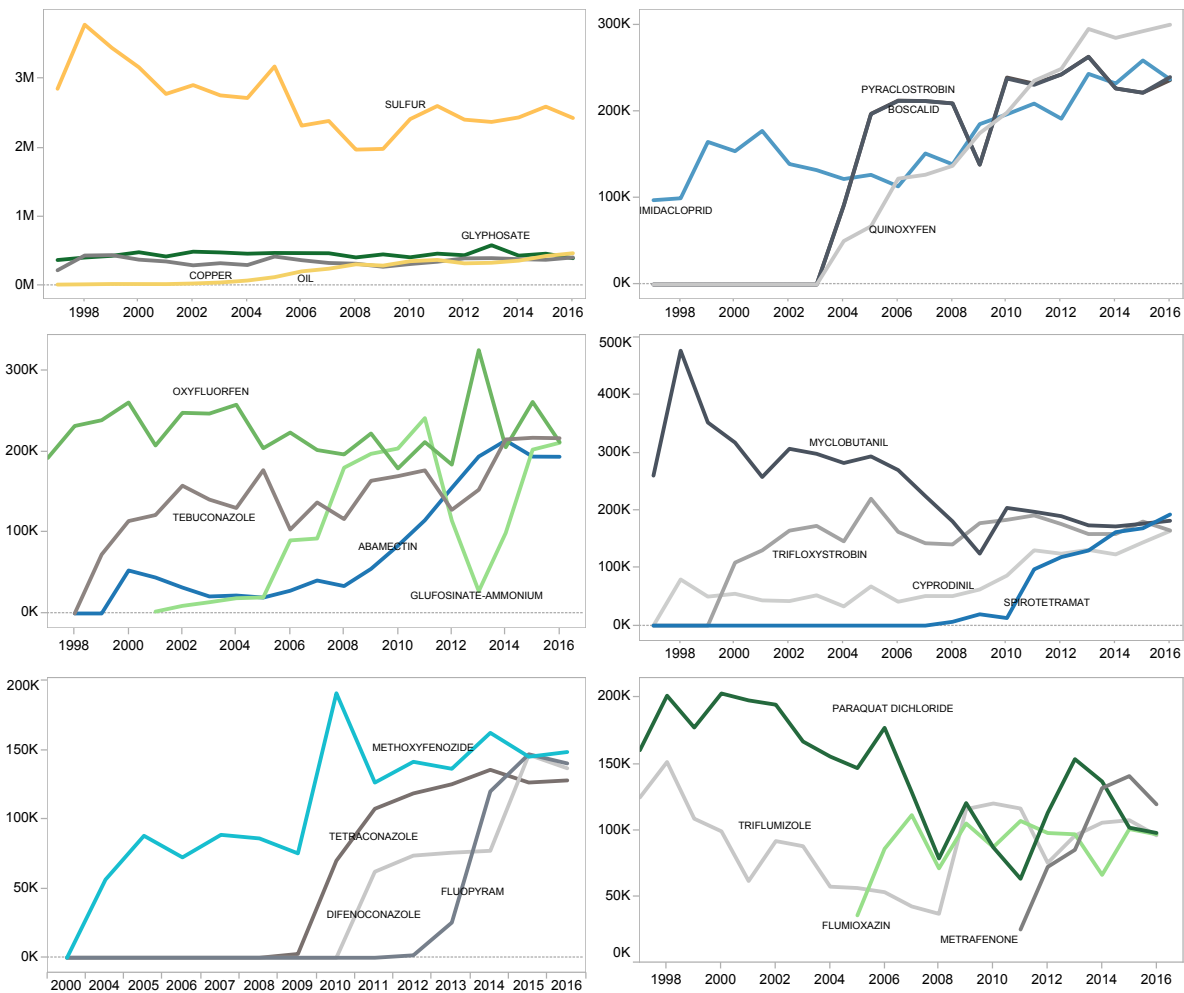 3M
2M
1M
0M
SULFUR
GLYPHOSATE
COPPER
OIL
1998 2000 2002 2004 2006 2008 2010 2012 2014 2016
300K
200K
100K
0K
PYRACLOSTROBIN
BOSCALID
IMIDACLOPRID
QUINOXYFEN
1998 2000 2002 2004 2006 2008 2010 2012 2014 2016
300K
200K
100K
0K
OXYFLUORFEN
TEBUCONAZOLE
ABAMECTIN
GLUFOSINATE-AMMONIUM
1998 2000 2002 2004 2006 2008 2010 2012 2014 2016
500K
400K
300K
200K
100K
0K
MYCLOBUTANIL
TRIFLOXYSTROBIN
CYPRODINIL
SPIROTETRAMAT
1998 2000 2002 2004 2006 2008 2010 2012 2014 2016
200K
150K
100K
50K
0K
METHOXYFENOZIDE
TETRACONAZOLE
FLUOPYRAM
DIFENOCONAZOLE
2000 2004 2005 2006 2007 2008 2009 2010 2011 2012 2013 2014 2015 2016
200K
150K
100K
50K
0K
PARAQUAT DICHLORIDE
TRIFLUMIZOLE
FLUMIOXAZIN
METRAFENONE
1998 2000 2002 2004 2006 2008 2010 2012 2014 2016